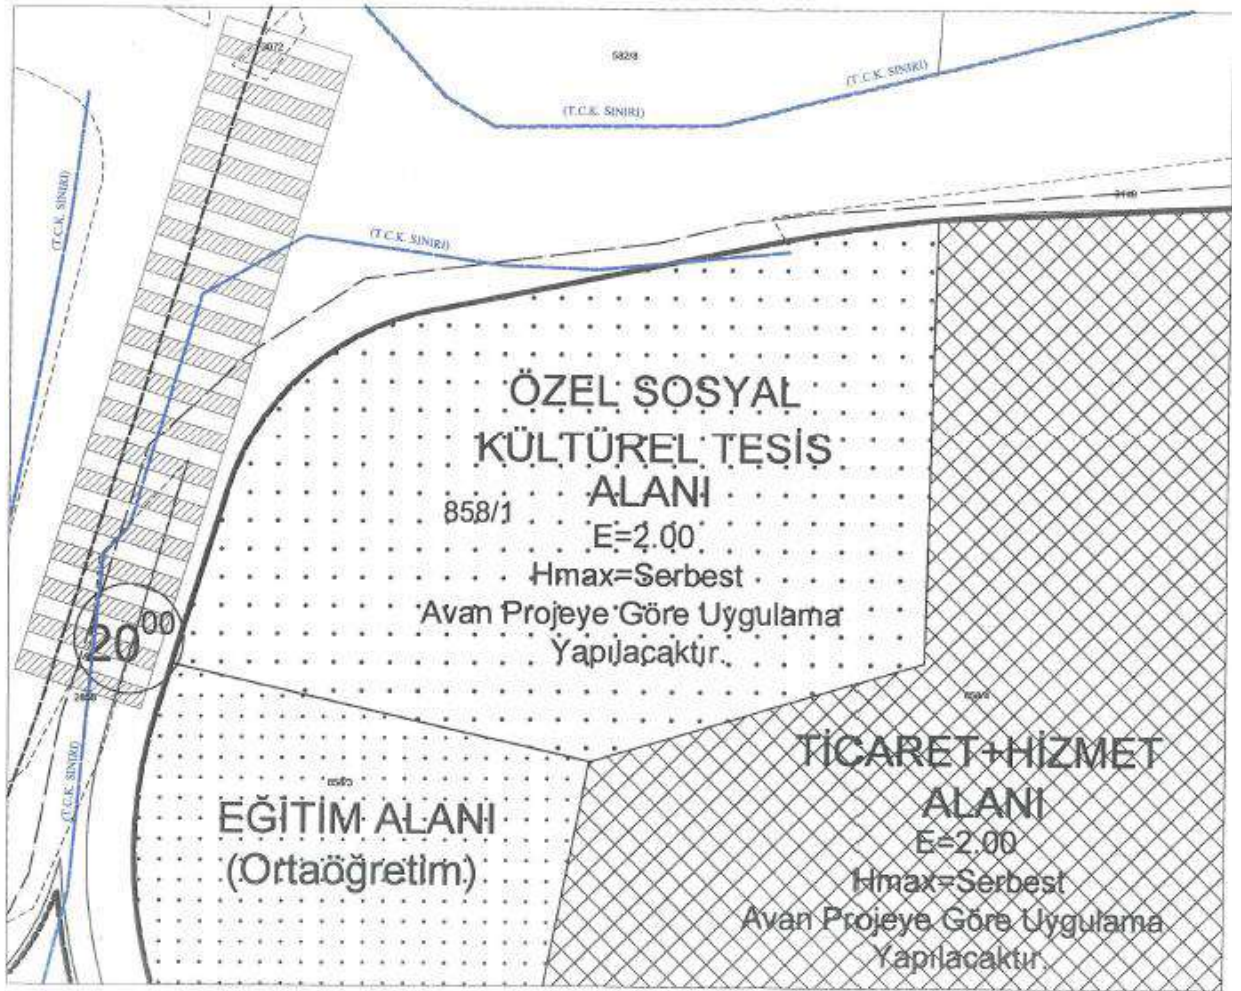 582/8
(T.C.K. SINIRI)
(T.C.K. SINIRI)
(T.C.K. SINIRI)
(T.C.K. SINIRI)
ÖZEL SOSYAL
KÜLTÜREL TESİS
ALANI
858/1
E=2.00
Hmax=Serbest
Avan Projeye Göre Uygulama
Yapılacaktır.
20⁰⁰
(T.C.K. SINIRI)
EĞİTİM ALANI
(Ortaöğretim)
TİCARET+HİZMET
ALANI
E=2.00
Hmax=Serbest
Avan Projeye Göre Uygulama
Yapılacaktır.